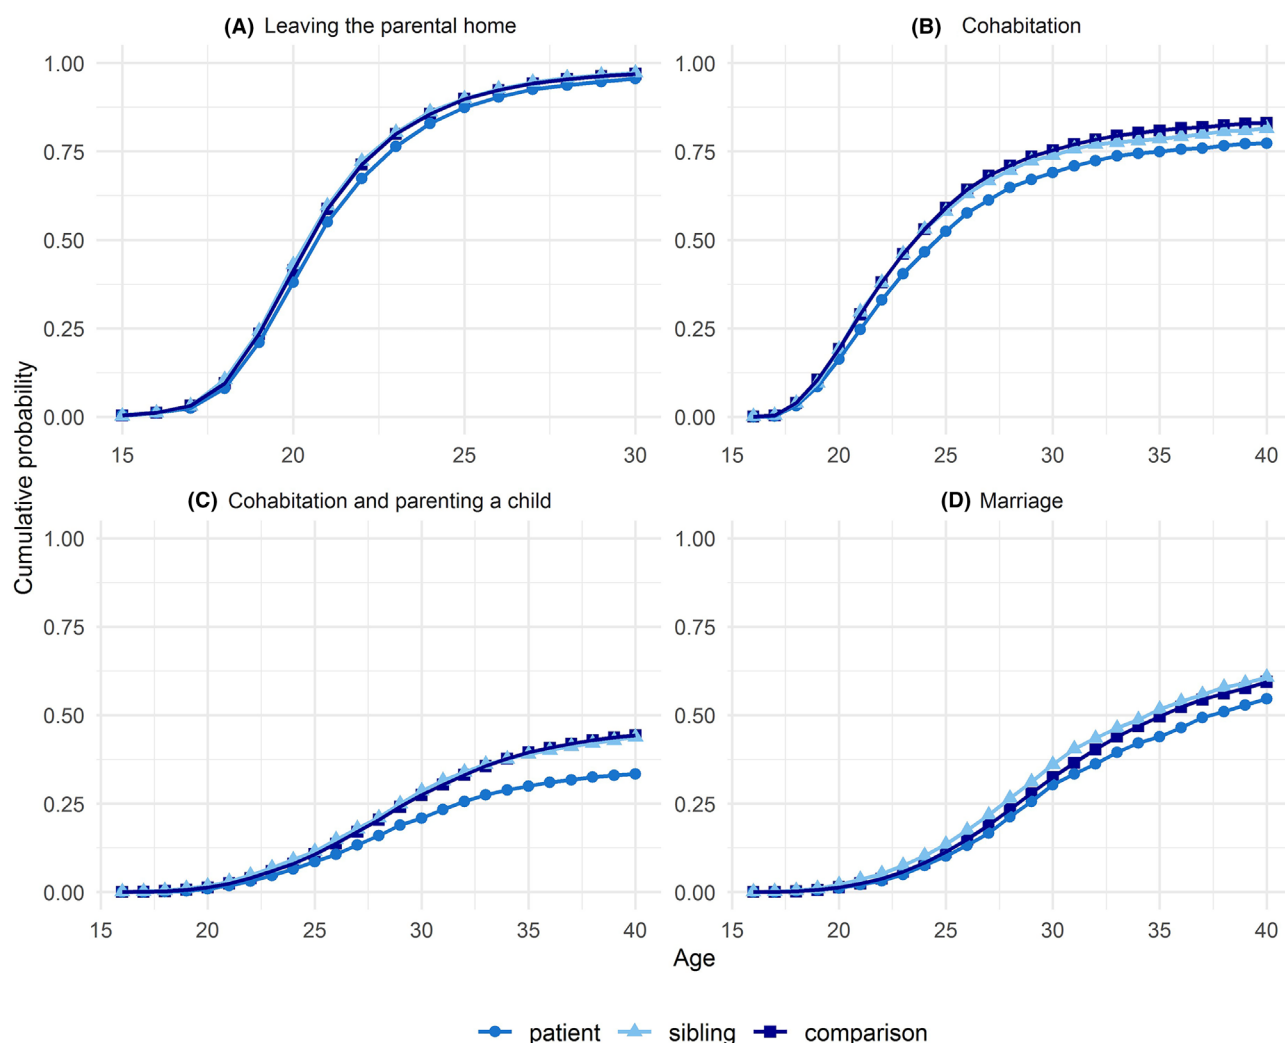 (A) Leaving the parental home
(B) Cohabitation
1.00
0.75
0.50
0.25
0.00
15 20 25 30
1.00
0.75
0.50
0.25
0.00
15 20 25 30 35 40
Cumulative probability
(C) Cohabitation and parenting a child
(D) Marriage
1.00
0.75
0.50
0.25
0.00
15 20 25 30 35 40
1.00
0.75
0.50
0.25
0.00
15 20 25 30 35 40
Age
patient sibling comparison